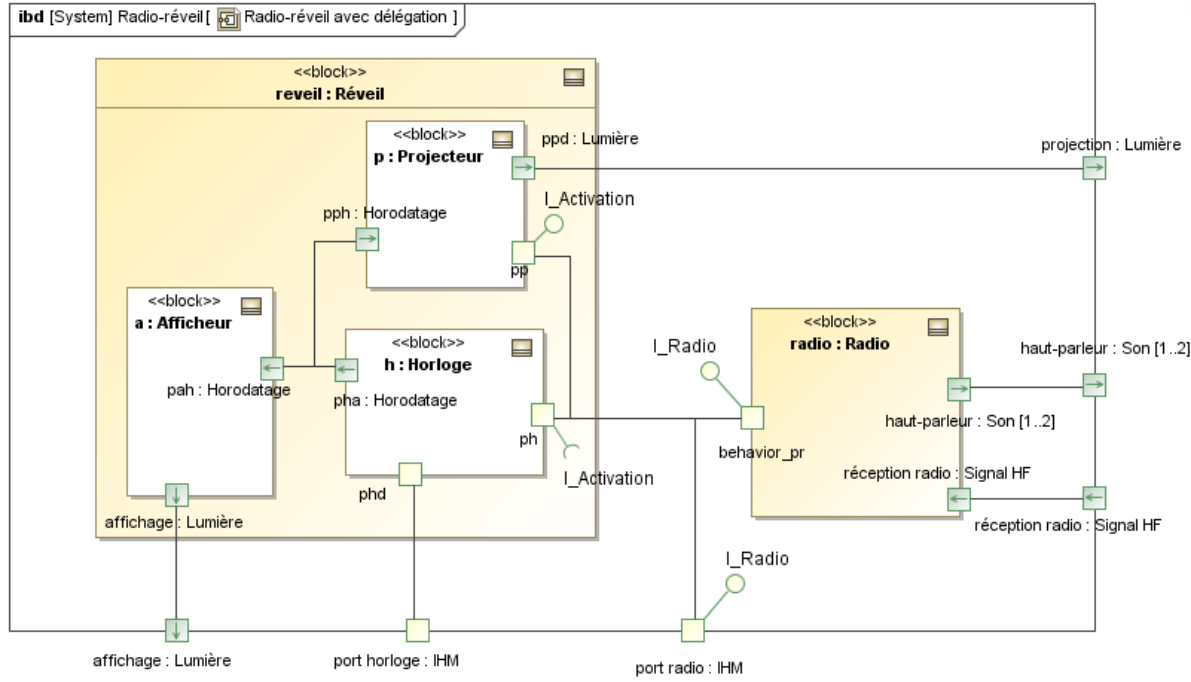 ibd [System] Radio-réveil[ Radio-réveil avec délégation ]
<<block>>
reveil : Réveil
<<block>>
p : Projecteur
ppd : Lumière
projection : Lumière
I_Activation
pph : Horodatage
pp
<<block>>
a : Afficheur
<<block>>
h : Horloge
<<block>>
radio : Radio
I_Radio
haut-parleur : Son [1..2]
pah : Horodatage
pha : Horodatage
haut-parleur : Son [1..2]
ph
behavior_pr
I_Activation
réception radio : Signal HF
phd
affichage : Lumière
réception radio : Signal HF
I_Radio
affichage : Lumière
port horloge : IHM
port radio : IHM